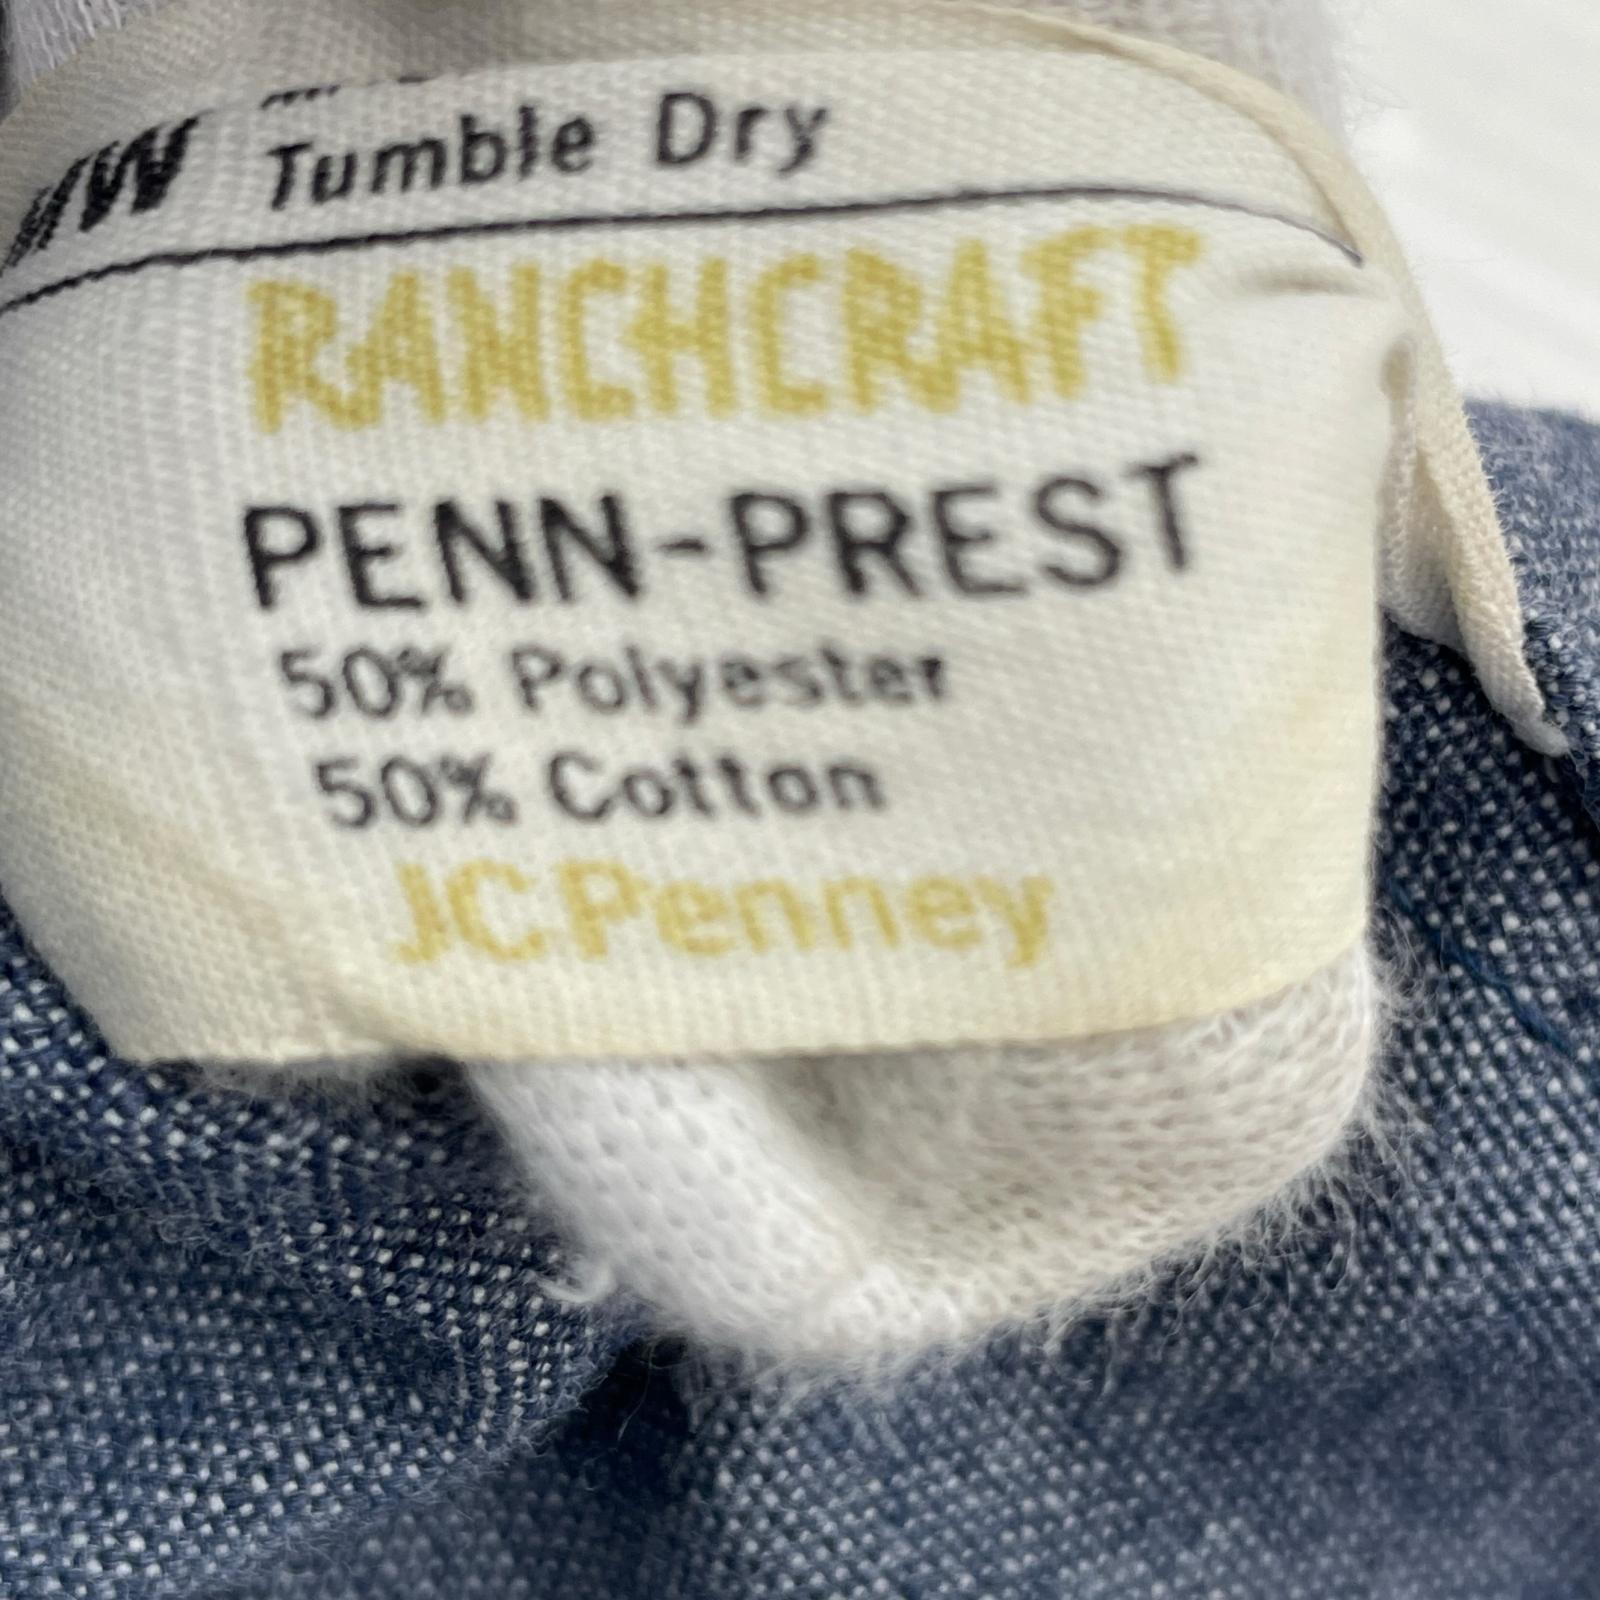 Tumble Dry
RANCHCRAFT
PENN-PREST
50% Polyester
50% Cotton
JCPenney